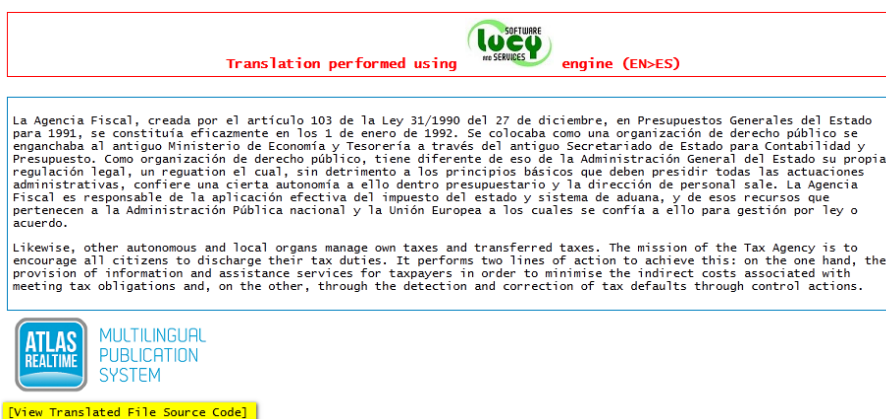 SOFTWARE
Lucy
AND SERVICES
Translation performed using engine (EN>ES)
La Agencia Fiscal, creada por el artículo 103 de la Ley 31/1990 del 27 de diciembre, en Presupuestos Generales del Estado
para 1991, se constituía eficazmente en los 1 de enero de 1992. Se colocaba como una organización de derecho público se
enganchaba al antiguo Ministerio de Economía y Tesorería a través del antiguo Secretariado de Estado para Contabilidad y
Presupuesto. Como organización de derecho público, tiene diferente de eso de la Administración General del Estado su propia
regulación legal, un reguation el cual, sin detrimento a los principios básicos que deben presidir todas las actuaciones
administrativas, confiere una cierta autonomía a ello dentro presupuestario y la dirección de personal sale. La Agencia
Fiscal es responsable de la aplicación efectiva del impuesto del estado y sistema de aduana, y de esos recursos que
pertenecen a la Administración Pública nacional y la Unión Europea a los cuales se confía a ello para gestión por ley o
acuerdo.
Likewise, other autonomous and local organs manage own taxes and transferred taxes. The mission of the Tax Agency is to
encourage all citizens to discharge their tax duties. It performs two lines of action to achieve this: on the one hand, the
provision of information and assistance services for taxpayers in order to minimise the indirect costs associated with
meeting tax obligations and, on the other, through the detection and correction of tax defaults through control actions.
ATLAS
REALTIME
MULTILINGUAL
PUBLICATION
SYSTEM
[View Translated File Source Code]